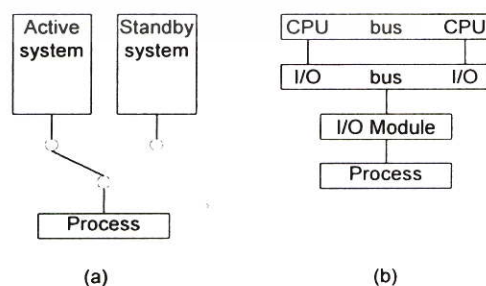 Active system
Standby system
Process
(a)
CPU bus CPU
I/O bus I/O
I/O Module
Process
(b)